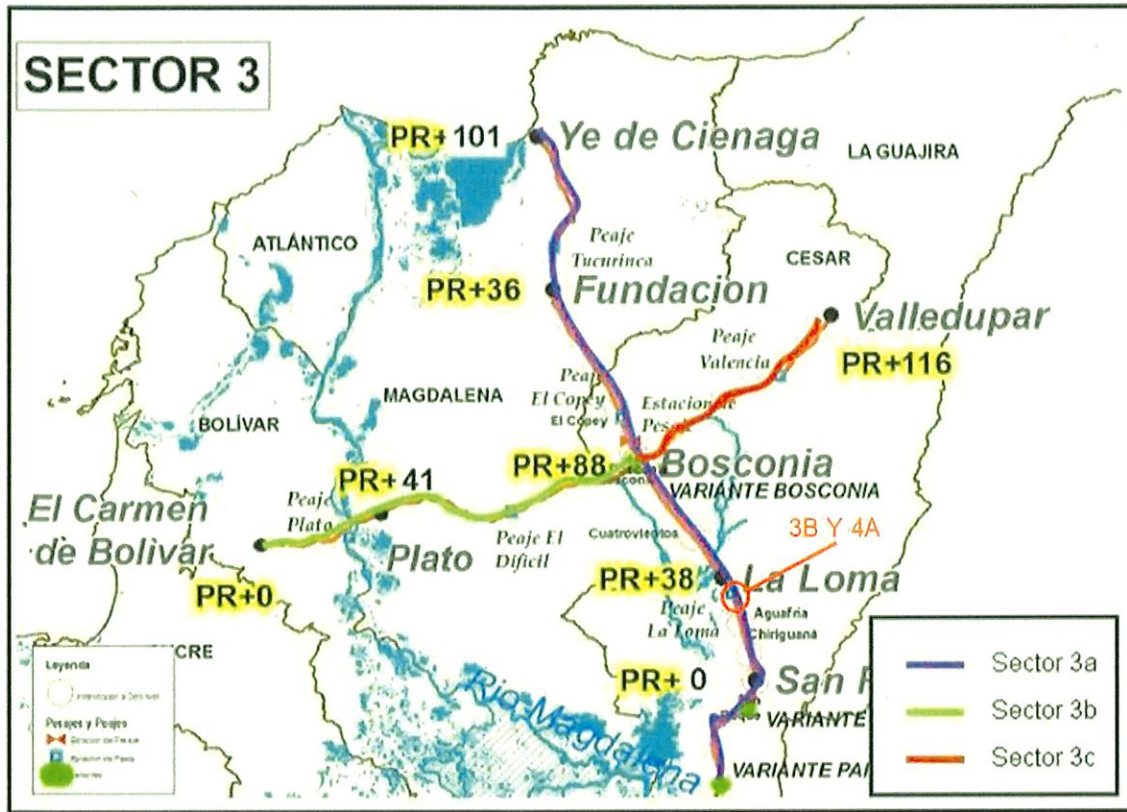 SECTOR 3
PR+ 101
Ye de Cienaga
LA GUAJIRA
ATLÁNTICO
Peaje
Tucurinca
CESAR
PR+36
Fundacion
Valledupar
Peaje
Valencia
PR+116
MAGDALENA
El Copey
El Copey
Estacion de
BOLÍVAR
PR+88
Bosconia
VARIANTE BOSCONIA
PR+ 41
El Carmen
de Bolivar
Peaje
Plato
Plato
Peaje El
Dificil
Cuatrovientos
3B Y 4A
PR+38
La Loma
PR+0
Peaje
La Loma
Aguafria
Chiriguana
PR+ 0
San
VARIANTE
VARIANTE
Rio Magdalena
Leyenda
Pesajes y Peajes
Sector 3a
Sector 3b
Sector 3c